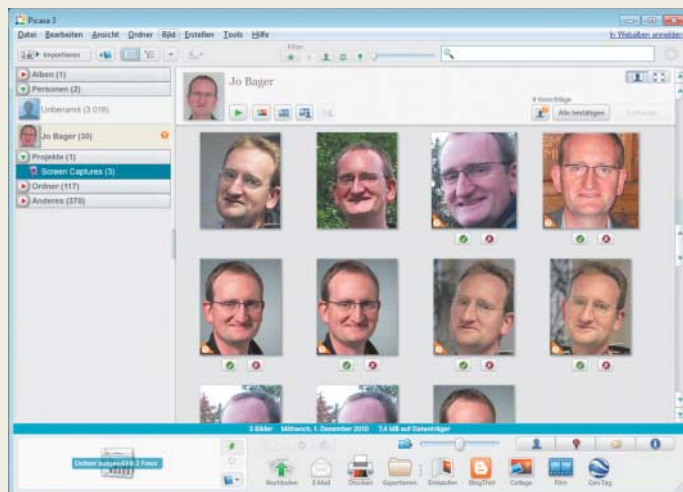 Picasa 3
Datei Bearbeiten Ansicht Ordner Bild Erstellen Tools Hilfe
In Webalben anmelden
Importieren
Filter
Alben (1)
Personen (2)
Unbenannt (3.016)
Jo Bager (30)
Projekte (1)
Screen Captures (3)
Ordner (117)
Anderes (370)
Jo Bager
9 Vorschläge
Alle bestätigen
3 Bilder Mittwoch, 1. Dezember 2010 7,4 MB auf Datenträger
Ordner ausgewählt-3 Fotos
Hochladen E-Mail Drucken Exportieren Einkaufen BlogThis! Collage Film Geo-Tag